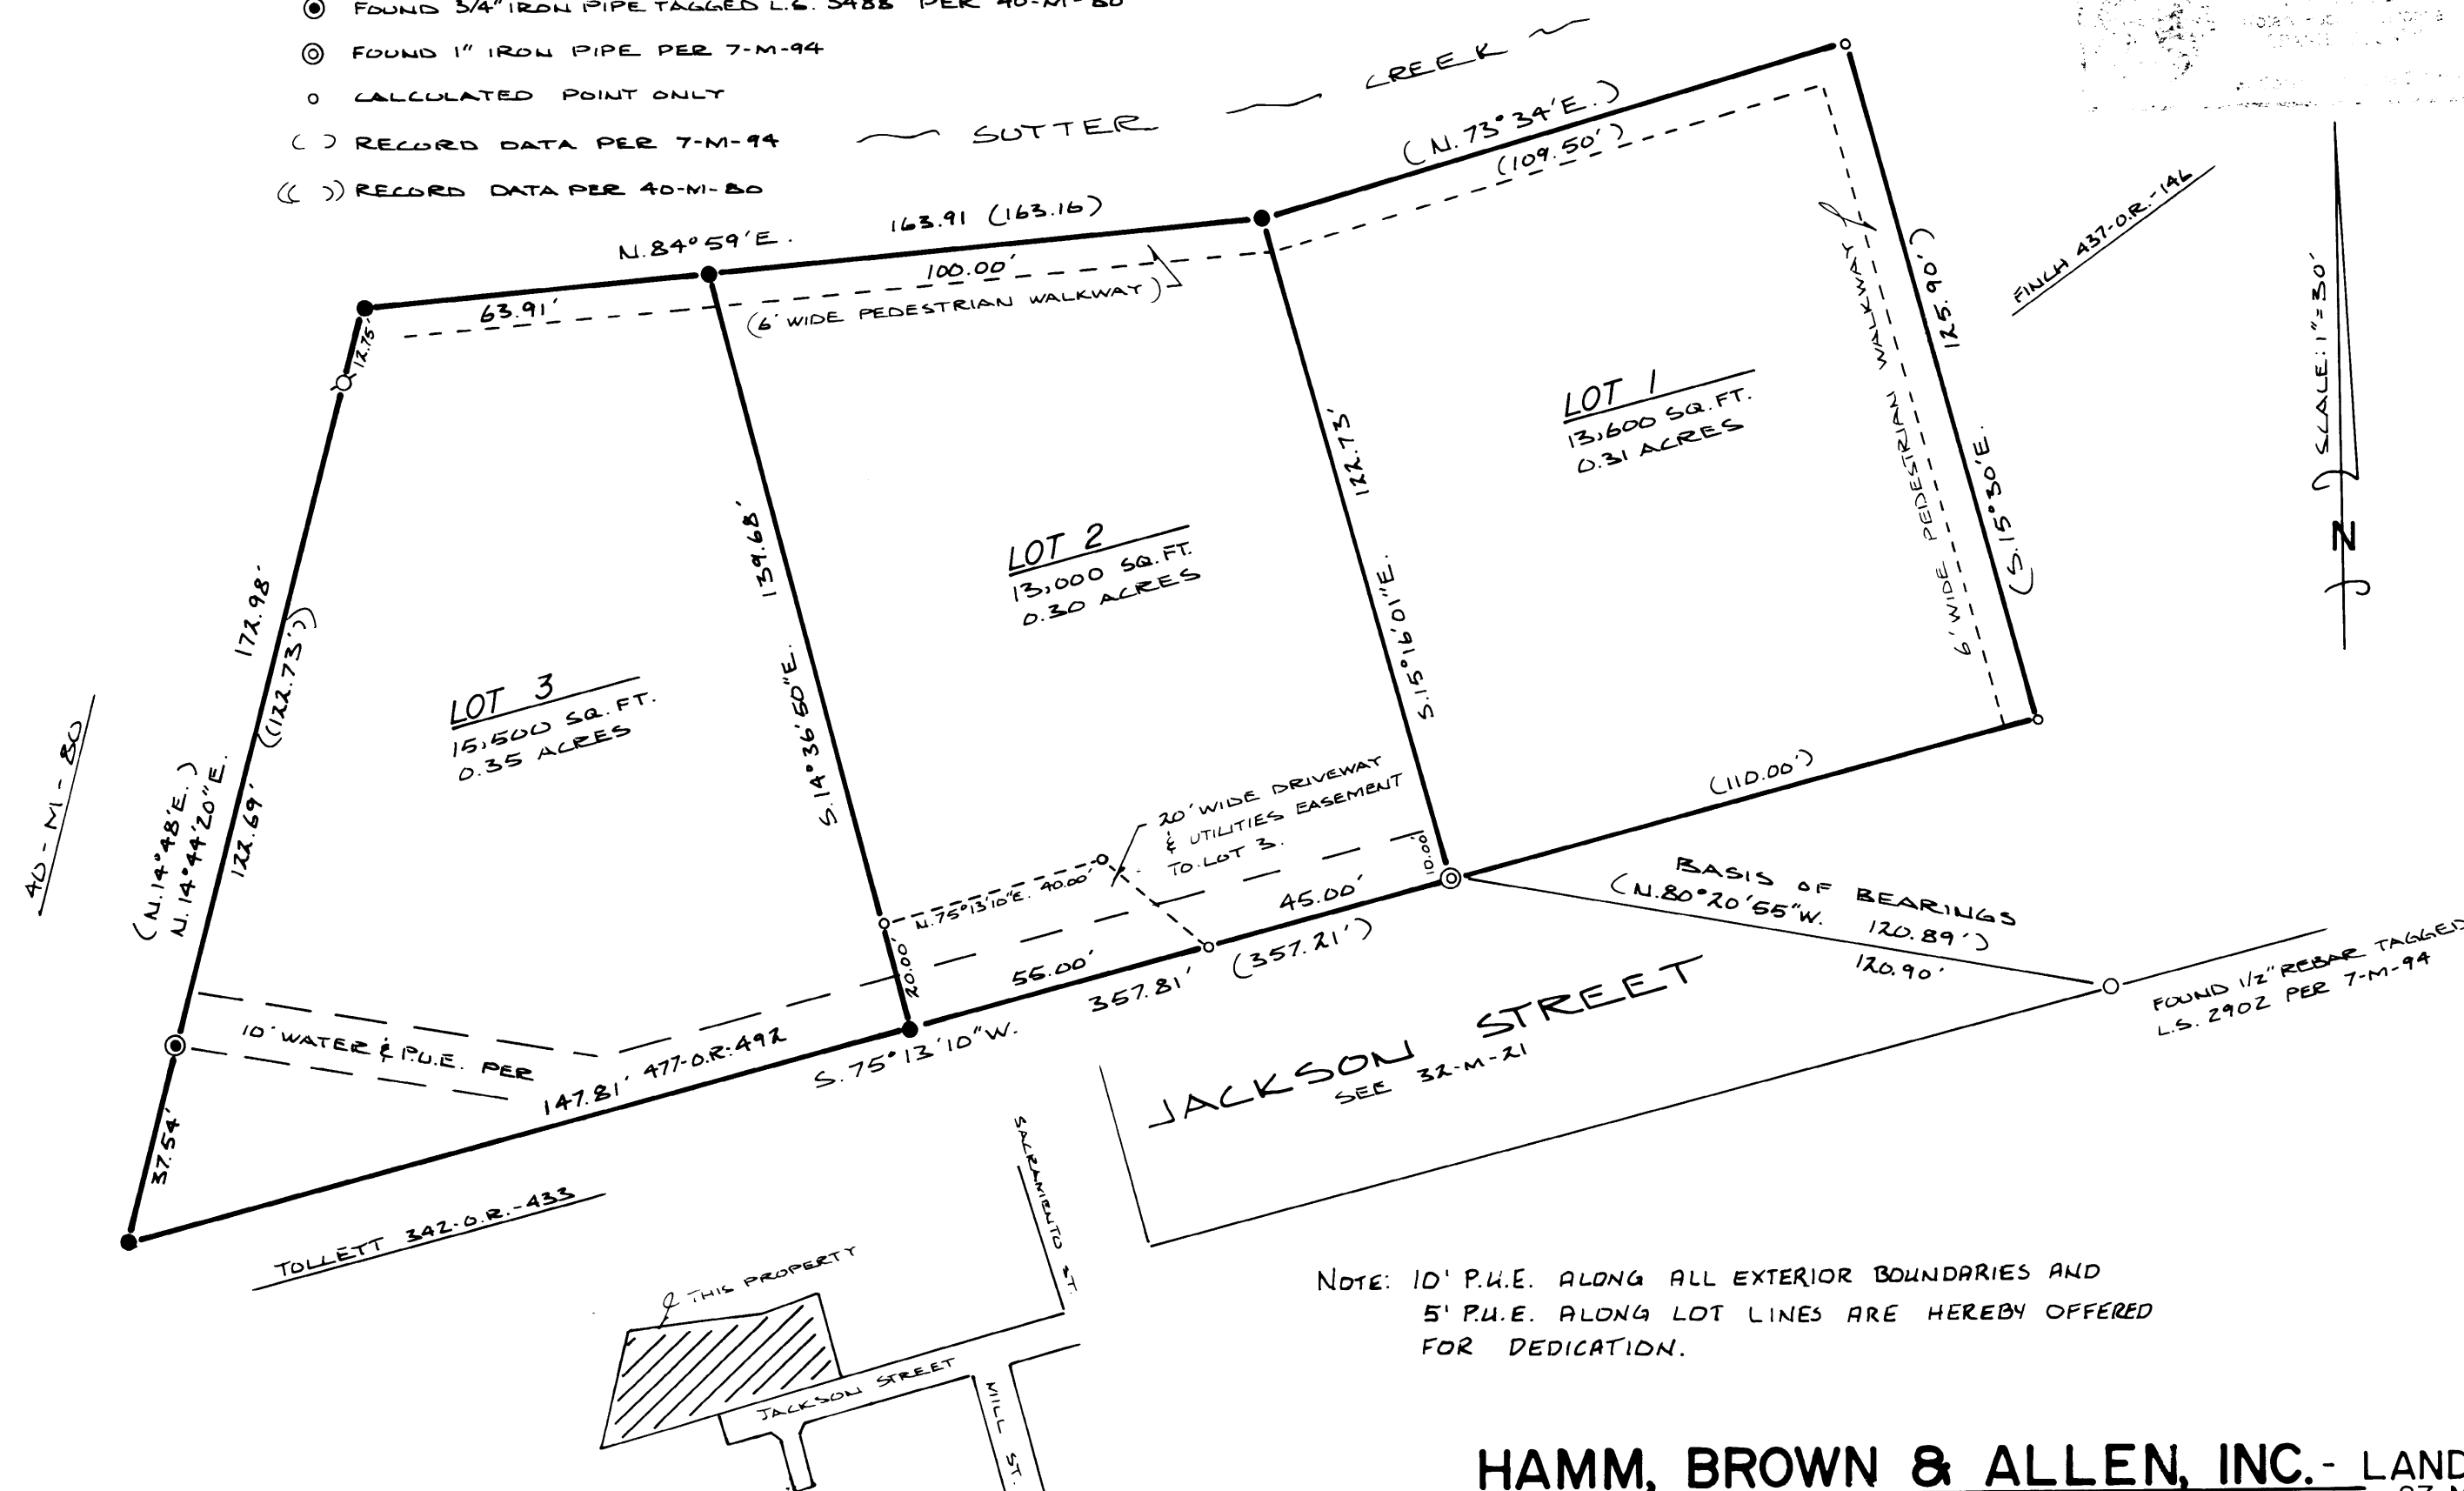 FOUND 3/4" IRON PIPE TAGGED L.S. 3488 PER 40-M-80
FOUND 1" IRON PIPE PER 7-M-94
CALCULATED POINT ONLY
( ) RECORD DATA PER 7-M-94
(( )) RECORD DATA PER 40-M-80
SUTTER CREEK
(N.73°34'E.)
(109.50')
N.84°59'E.
163.91 (163.16)
100.00'
63.91'
(6' WIDE PEDESTRIAN WALKWAY)
12.75'
6' WIDE PEDESTRIAN WALKWAY
125.90')
(S.15°30'E.
FINCH 437-O.R.-146
SCALE: 1"=30'
N
LOT 1
13,600 SQ.FT.
0.31 ACRES
122.73'
S.15°16'01"E.
LOT 2
13,000 SQ.FT.
0.30 ACRES
139.68'
S.14°36'50"E.
LOT 3
15,500 SQ.FT.
0.35 ACRES
172.98'
((122.73'))
(N.14°48'E.)
N.14°44'20"E.
122.69'
40-M-80
20' WIDE DRIVEWAY
& UTILITIES EASEMENT
TO LOT 3.
10.00'
N.75°13'10"E. 40.00'
20.00'
45.00'
55.00'
(110.00')
357.81' (357.21')
S.75°13'10"W.
BASIS OF BEARINGS
(N.80°20'55"W. 120.89')
120.90'
FOUND 1/2" REBAR TAGGED
L.S. 2902 PER 7-M-94
10' WATER & P.U.E. PER
477-O.R.-492
147.81'
37.54'
JACKSON STREET
SEE 32-M-21
TOLLETT 342-O.R.-433
SACRAMENTO ST.
THIS PROPERTY
JACKSON STREET
MILL ST.
NOTE: 10' P.U.E. ALONG ALL EXTERIOR BOUNDARIES AND
5' P.U.E. ALONG LOT LINES ARE HEREBY OFFERED
FOR DEDICATION.
HAMM, BROWN & ALLEN, INC. - LAND